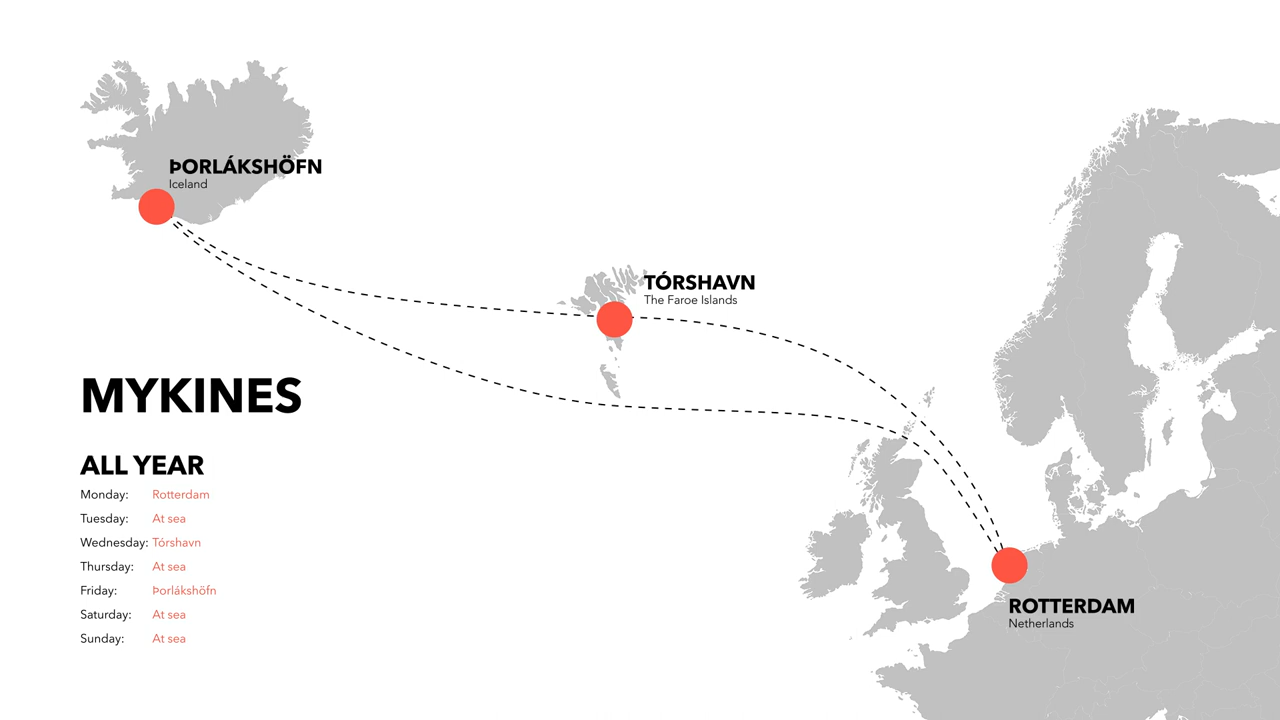 ÞORLÁKSHÖFN
Iceland
TÓRSHAVN
The Faroe Islands
MYKINES
ALL YEAR
Monday: Rotterdam
Tuesday: At sea
Wednesday: Tórshavn
Thursday: At sea
Friday: Þorlákshöfn
Saturday: At sea
Sunday: At sea
ROTTERDAM
Netherlands